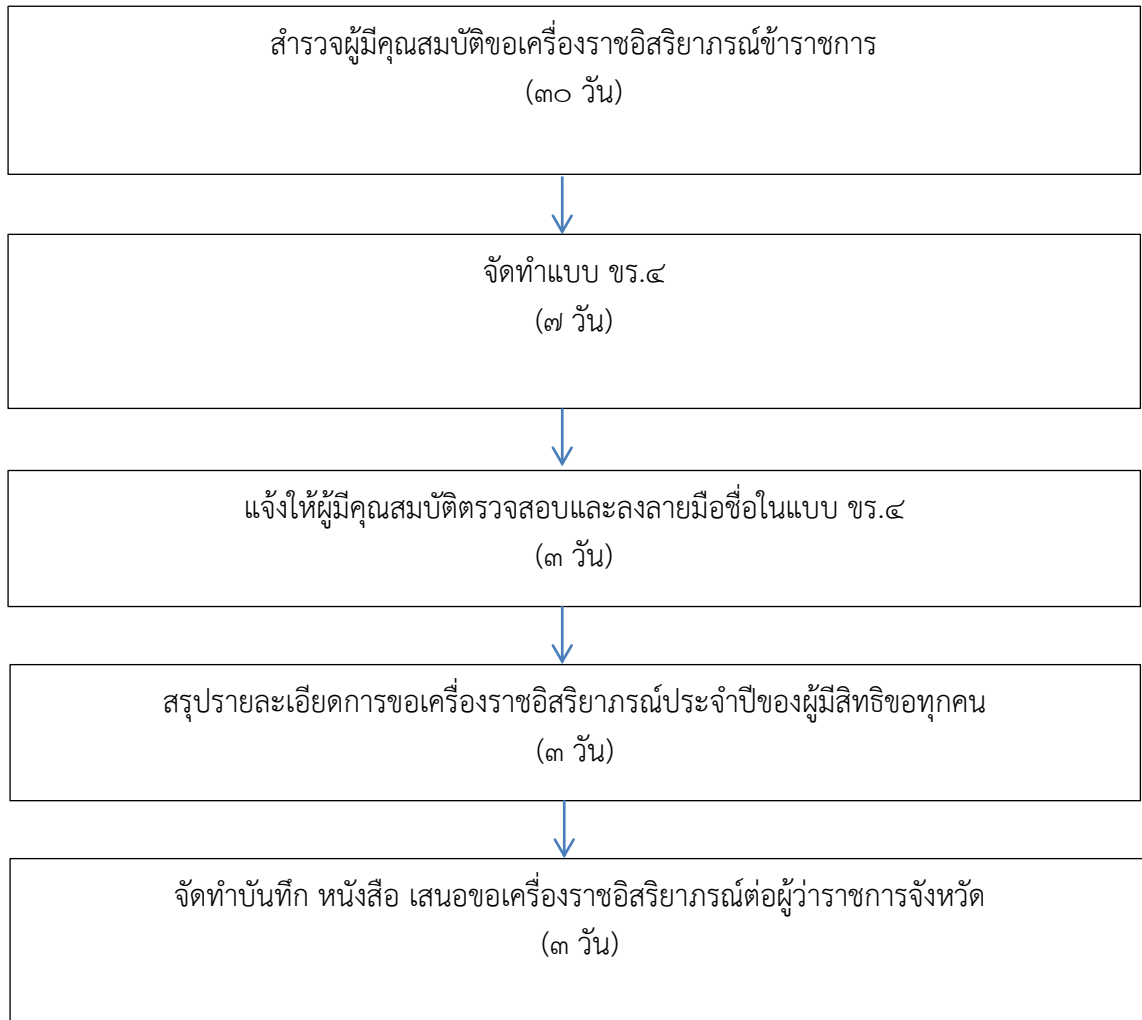 สำรวจผู้มีคุณสมบัติขอเครื่องราชอิสริยาภรณ์ข้าราชการ
(๓๐ วัน)
จัดทำแบบ ขร.๔
(๗ วัน)
แจ้งให้ผู้มีคุณสมบัติตรวจสอบและลงลายมือชื่อในแบบ ขร.๔
(๓ วัน)
สรุปรายละเอียดการขอเครื่องราชอิสริยาภรณ์ประจำปีของผู้มีสิทธิขอทุกคน
(๓ วัน)
จัดทำบันทึก หนังสือ เสนอขอเครื่องราชอิสริยาภรณ์ต่อผู้ว่าราชการจังหวัด
(๓ วัน)